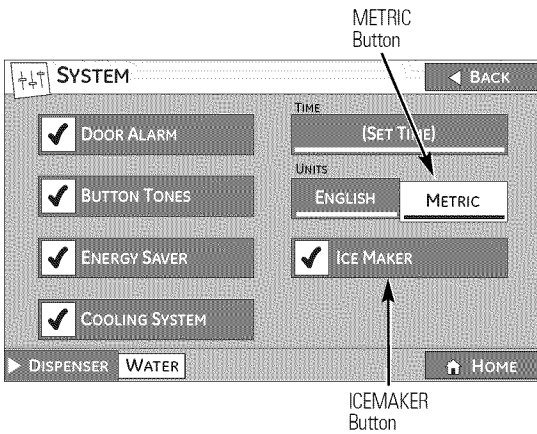 METRIC
Button
SYSTEM
BACK
DOOR ALARM
BUTTON TONES
ENERGY SAVER
COOLING SYSTEM
TIME
(SET TIME)
UNITS
ENGLISH
METRIC
ICE MAKER
DISPENSER
WATER
HOME
ICEMAKER
Button